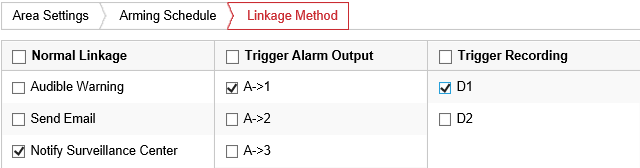 Area Settings Arming Schedule Linkage Method
Normal Linkage Trigger Alarm Output Trigger Recording
Audible Warning A->1 D1
Send Email A->2 D2
Notify Surveillance Center A->3